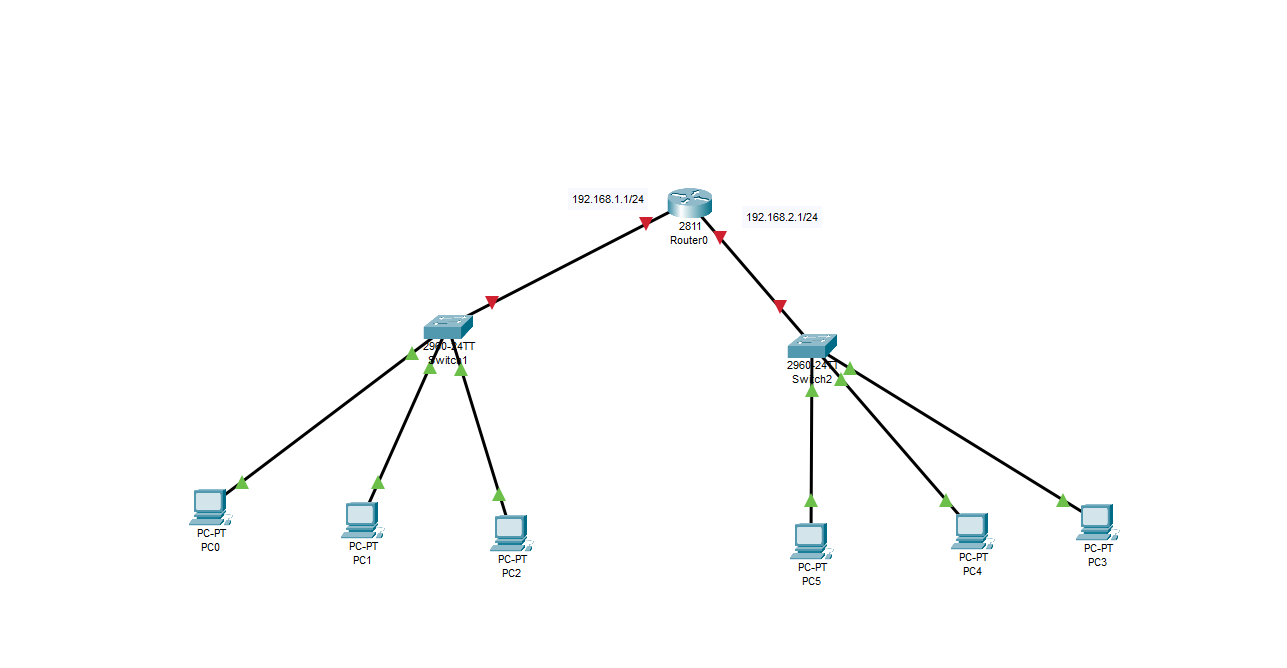 192.168.1.1/24
192.168.2.1/24
2811
Router0
2960-24TT
Switch1
2960-24TT
Switch2
PC-PT
PC0
PC-PT
PC1
PC-PT
PC2
PC-PT
PC5
PC-PT
PC4
PC-PT
PC3